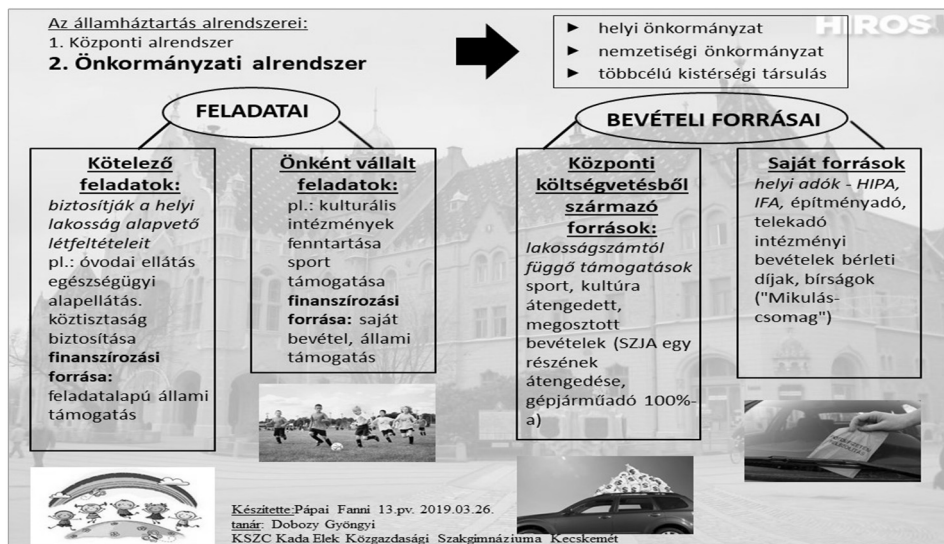 Az államháztartás alrendszerei:
1. Központi alrendszer
2. Önkormányzati alrendszer
HIROS
► helyi önkormányzat
► nemzetiségi önkormányzat
► többcélú kistérségi társulás
FELADATAI
Kötelező
feladatok:
biztosítják a helyi
lakosság alapvető
létfeltételeit
pl.: óvodai ellátás
egészségügyi
alapellátás.
köztisztaság
biztosítása
finanszírozási
forrása:
feladatalapú állami
támogatás
Önként vállalt
feladatok:
pl.: kulturális
intézmények
fenntartása
sport
támogatása
finanszírozási
forrása: saját
bevétel, állami
támogatás
BEVÉTELI FORRÁSAI
Központi
költségvetésből
származó
források:
lakosságszámtól
függő támogatások
sport, kultúra
átengedett,
megosztott
bevételek (SZJA egy
részének
átengedése,
gépjárműadó 100%-
a)
Saját források
helyi adók - HIPA,
IFA, építményadó,
telekadó
intézményi
bevételek bérleti
díjak, bírságok
("Mikulás-
csomag")
Készítette:Pápai Fanni 13.pv. 2019.03.26.
tanár: Dobozy Gyöngyi
KSZC Kada Elek Közgazdasági Szakgimnáziuma Kecskemét